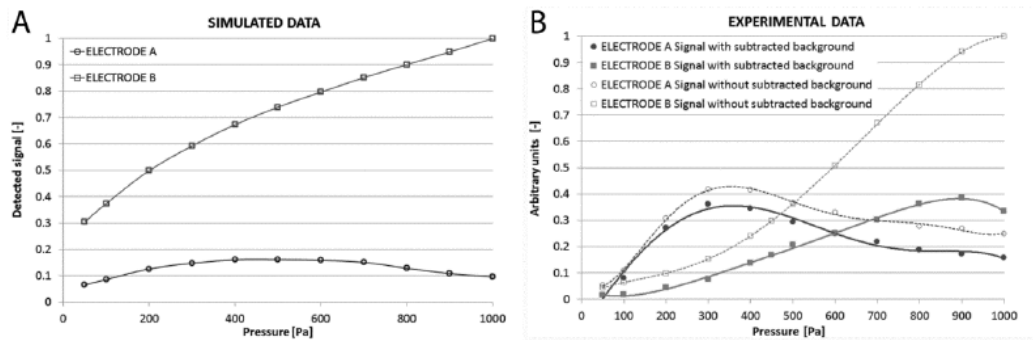 A
SIMULATED DATA
ELECTRODE A
ELECTRODE B
Detected signal [-]
1
0.9
0.8
0.7
0.6
0.5
0.4
0.3
0.2
0.1
0
0 200 400 600 800 1000
Pressure [Pa]
B
EXPERIMENTAL DATA
ELECTRODE A Signal with subtracted background
ELECTRODE B Signal with subtracted background
ELECTRODE A Signal without subtracted background
ELECTRODE B Signal without subtracted background
Arbitrary units [-]
1
0.9
0.8
0.7
0.6
0.5
0.4
0.3
0.2
0.1
0
0 100 200 300 400 500 600 700 800 900 1000
Pressure [Pa]